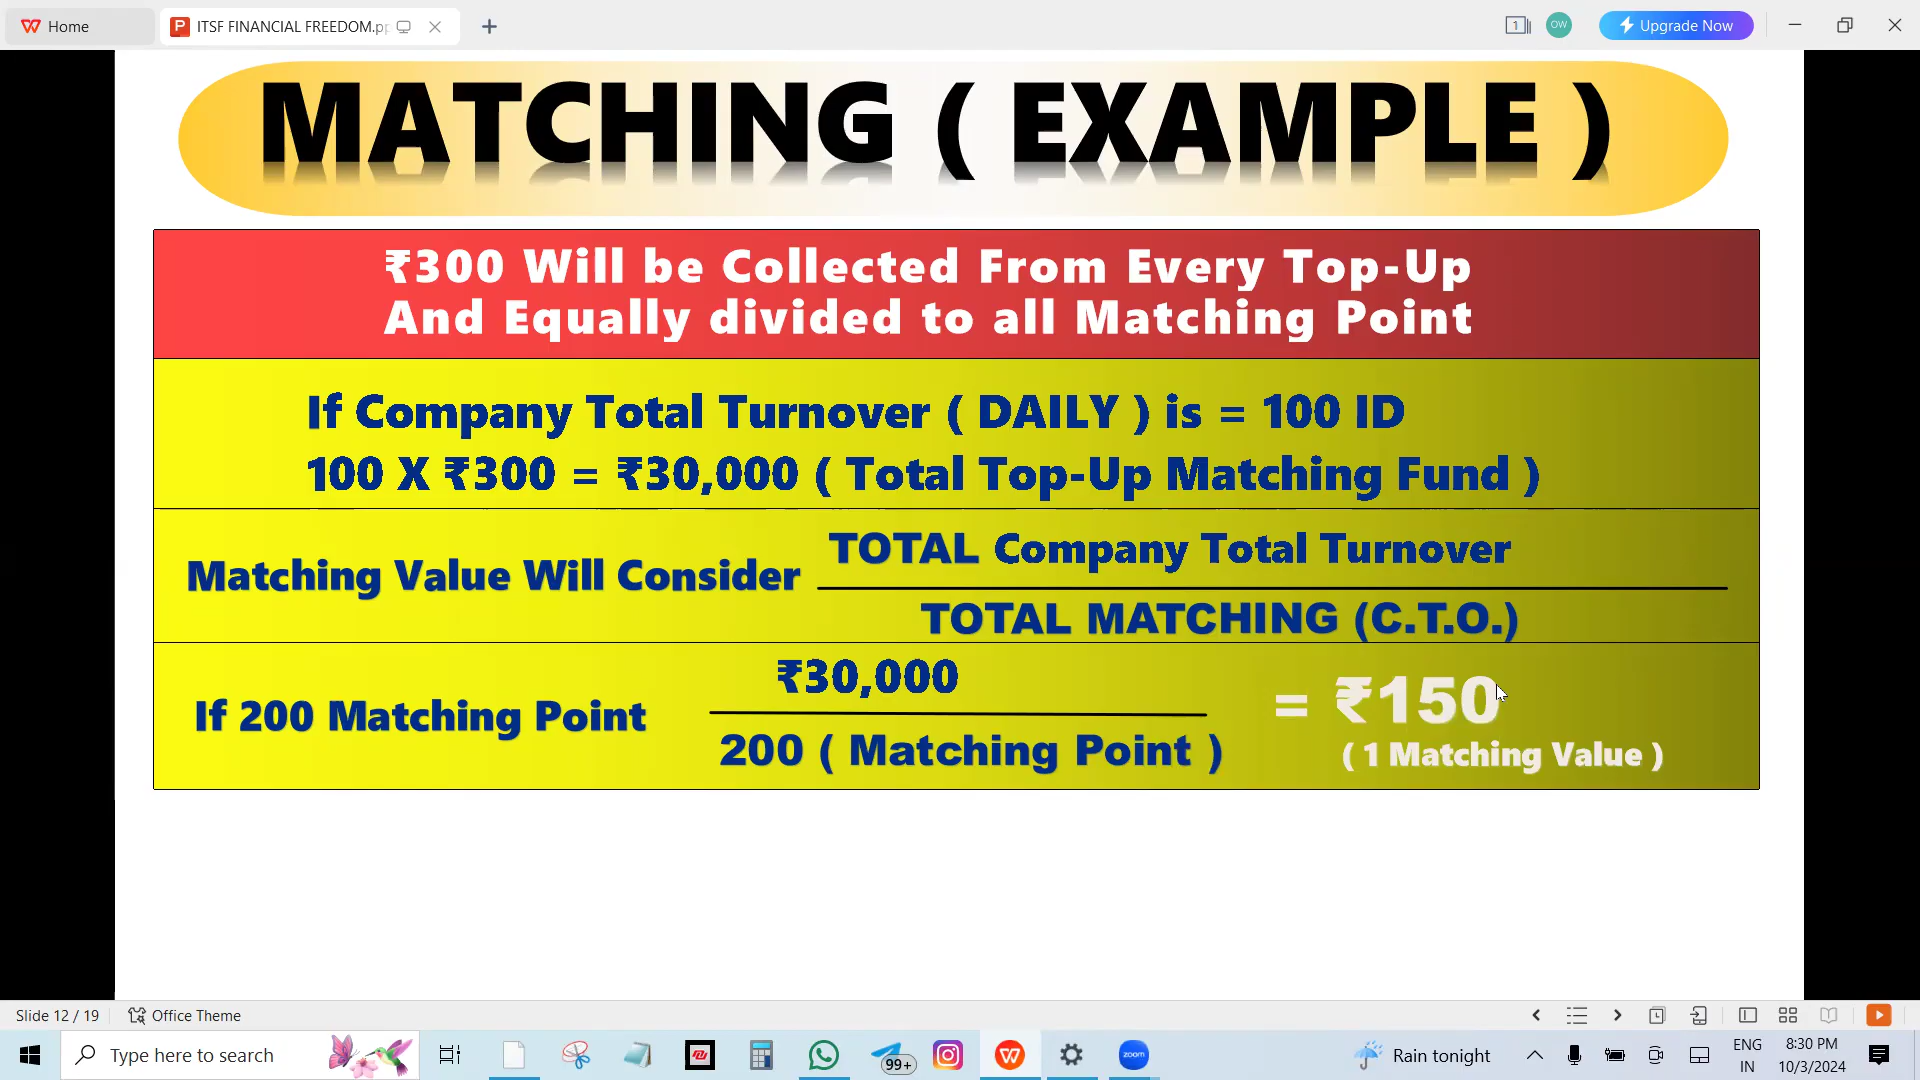 Home
ITSF FINANCIAL FREEDOM.p
1
OW
Upgrade Now
MATCHING ( EXAMPLE )
₹300 Will be Collected From Every Top-Up
And Equally divided to all Matching Point
If Company Total Turnover ( DAILY ) is = 100 ID
100 X ₹300 = ₹30,000 ( Total Top-Up Matching Fund )
Matching Value Will Consider
TOTAL Company Total Turnover
TOTAL MATCHING (C.T.O.)
If 200 Matching Point
₹30,000
200 ( Matching Point )
= ₹150
( 1 Matching Value )
Slide 12 / 19
Office Theme
Type here to search
99+
zoom
Rain tonight
ENG
IN
8:30 PM
10/3/2024